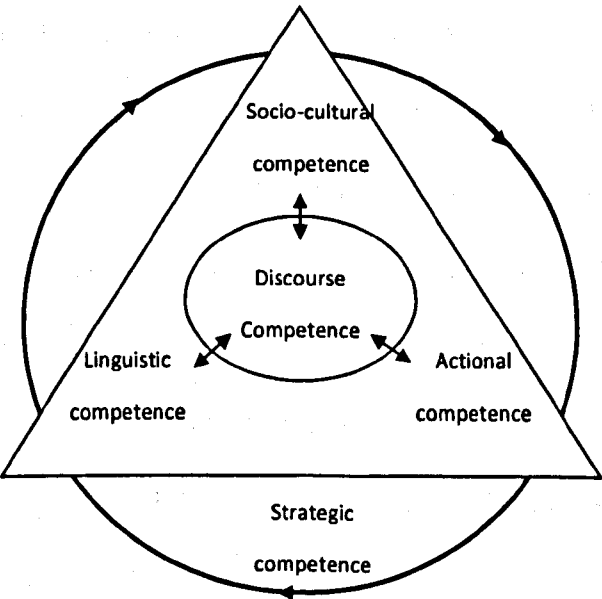 Socio-cultural
competence
Discourse
Competence
Linguistic
competence
Actional
competence
Strategic
competence